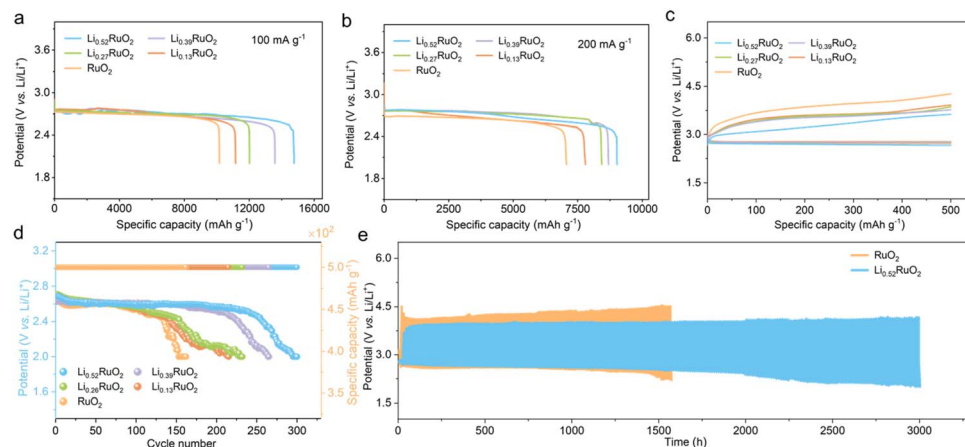 a
Li0.52RuO2
Li0.39RuO2
100 mA g-1
Li0.27RuO2
Li0.13RuO2
RuO2
3.6
3.0
2.4
1.8
Potential (V vs. Li/Li+)
0
4000
8000
12000
16000
Specific capacity (mAh g-1)
b
200 mA g-1
Li0.52RuO2
Li0.39RuO2
Li0.27RuO2
Li0.13RuO2
RuO2
3.6
3.0
2.4
1.8
Potential (V vs. Li/Li+)
0
2500
5000
7500
10000
Specific capacity (mAh g-1)
c
Li0.52RuO2
Li0.39RuO2
Li0.27RuO2
Li0.13RuO2
RuO2
6.0
4.5
3.0
1.5
Potential (V vs. Li/Li+)
0
100
200
300
400
500
Specific capacity (mAh g-1)
d
×10²
3.0
2.4
1.8
Potential (V vs. Li/Li+)
5.0
4.5
4.0
3.5
Specific capacity (mAh g-1)
Li0.52RuO2
Li0.39RuO2
Li0.26RuO2
Li0.13RuO2
RuO2
0
50
100
150
200
250
300
Cycle number
e
RuO2
Li0.52RuO2
6.0
4.5
3.0
1.5
Potential (V vs. Li/Li+)
0
500
1000
1500
2000
2500
3000
Time (h)